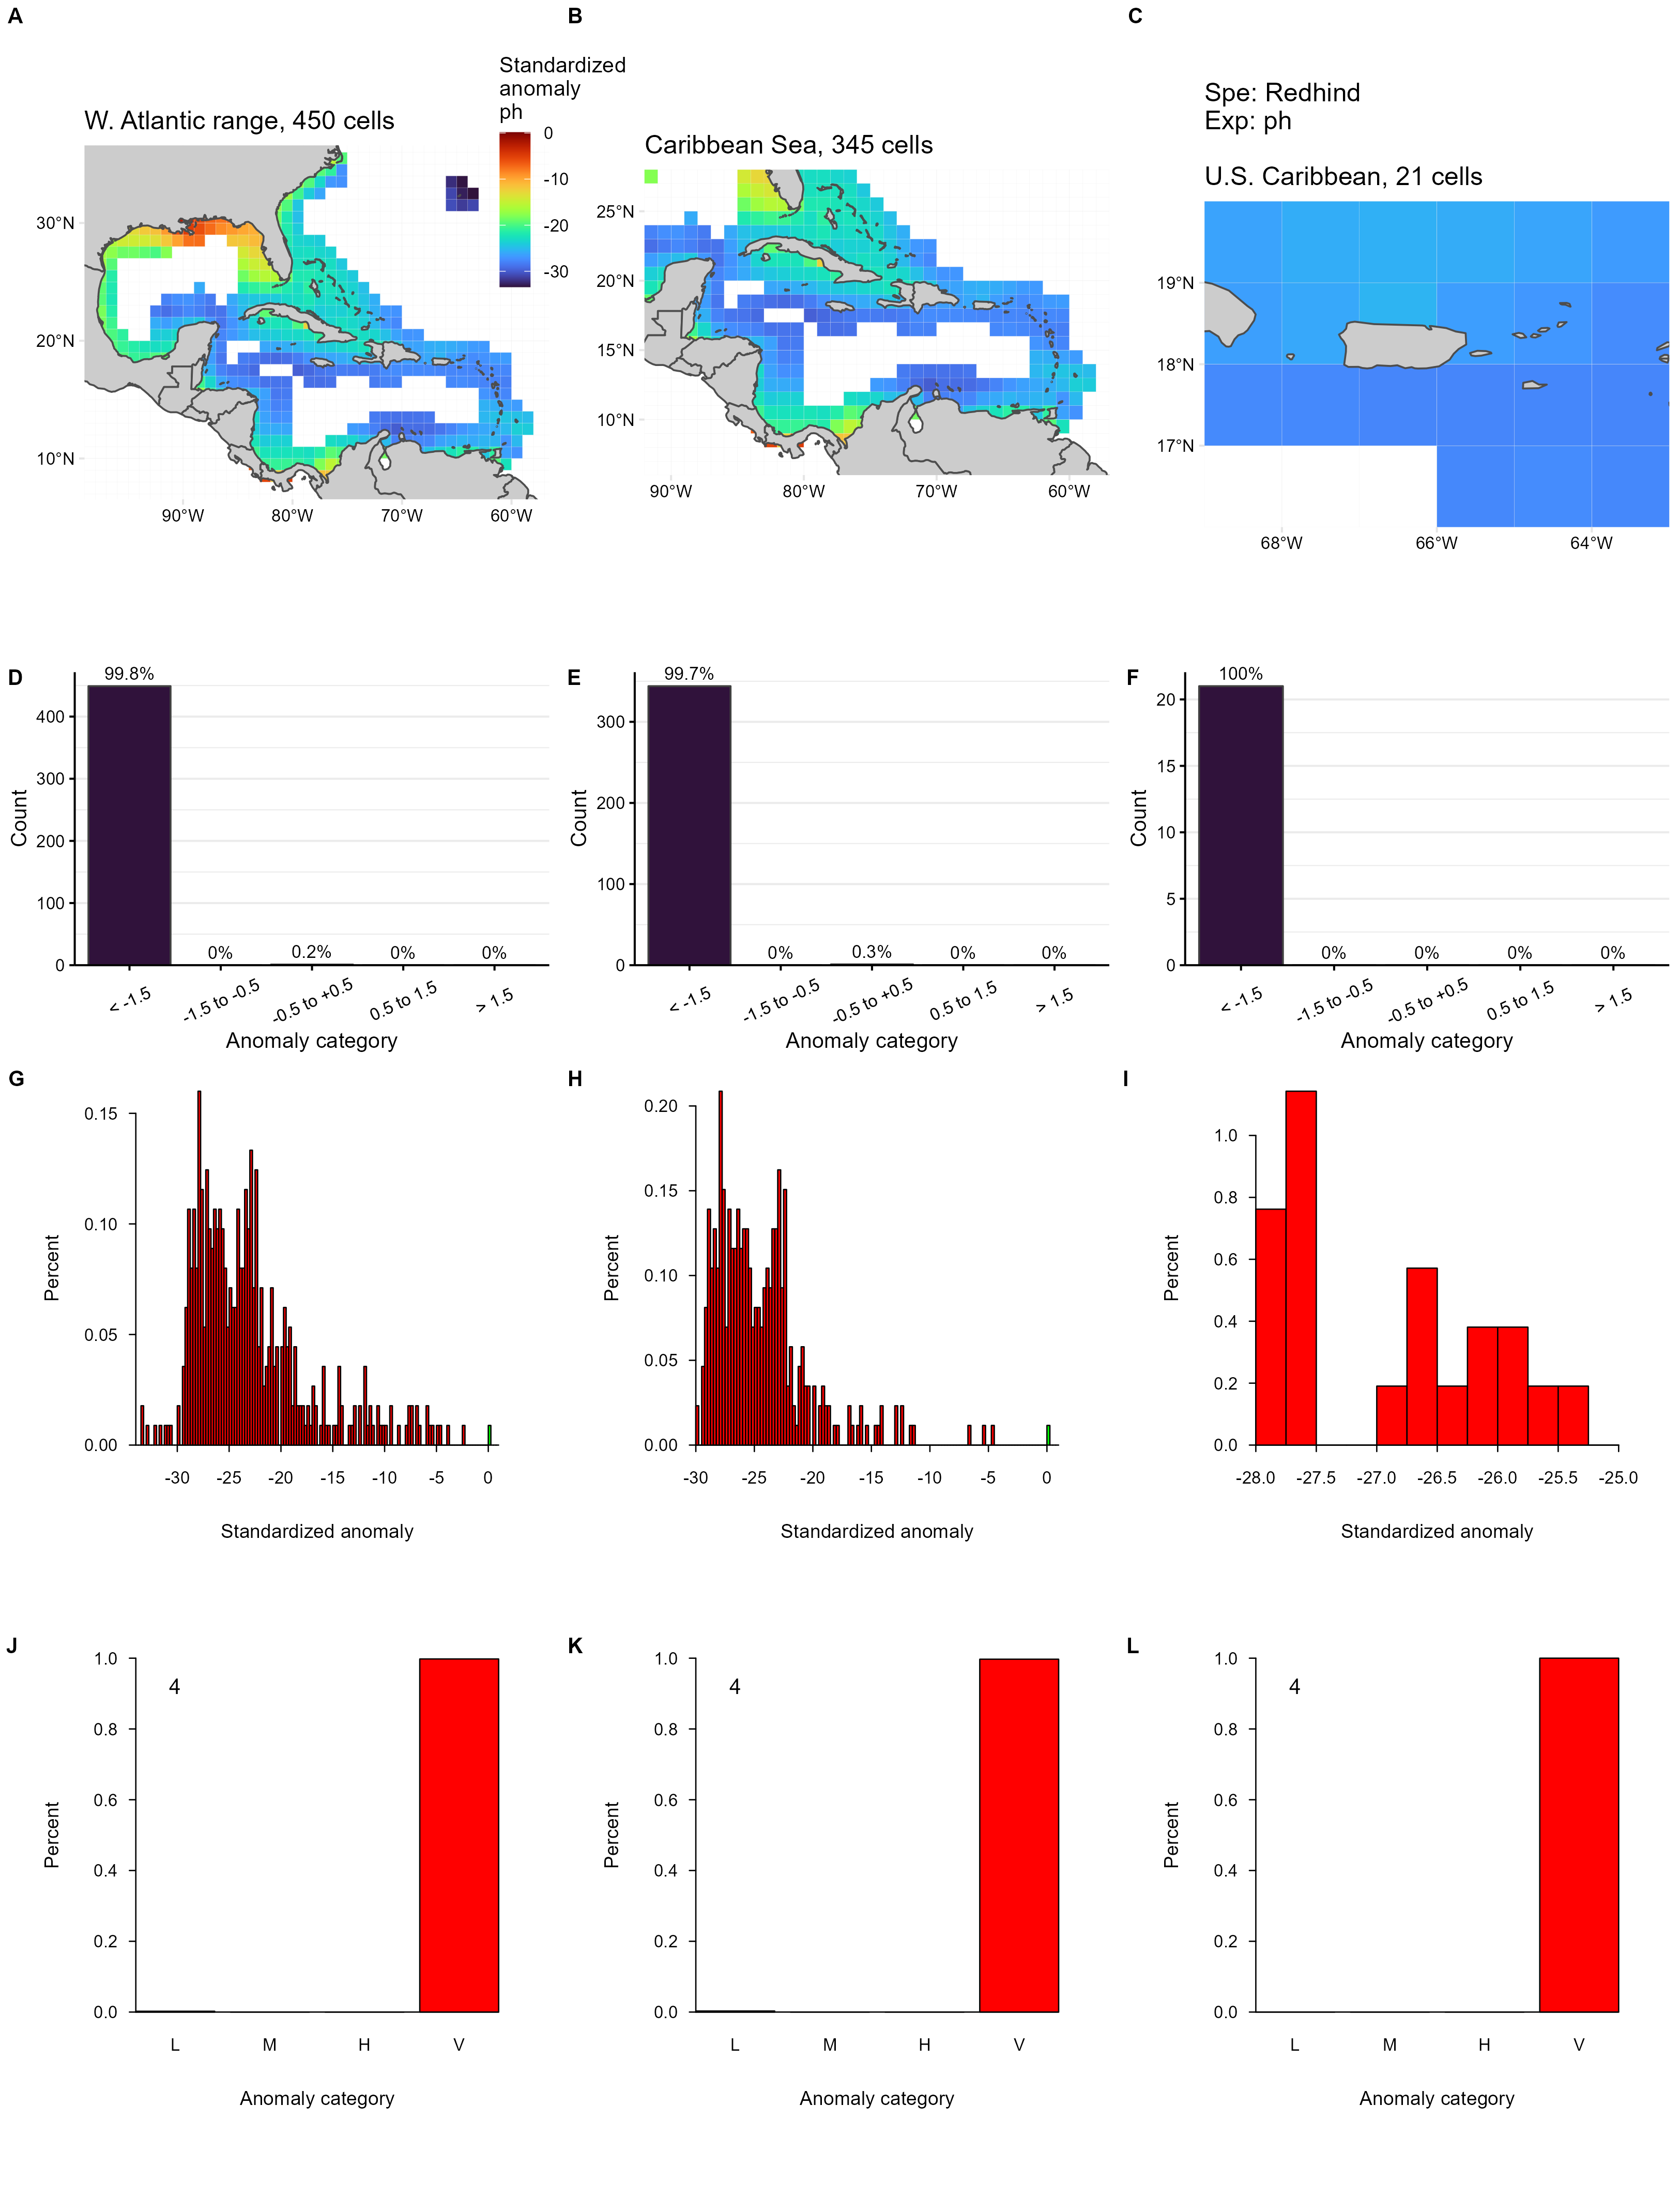 A
B
C
Standardized
anomaly
ph
0
-10
-20
-30
W. Atlantic range, 450 cells
30°N
20°N
10°N
90°W 80°W 70°W 60°W
Caribbean Sea, 345 cells
25°N
20°N
15°N
10°N
90°W 80°W 70°W 60°W
Spe: Redhind
Exp: ph
U.S. Caribbean, 21 cells
19°N
18°N
17°N
68°W 66°W 64°W
D
Count
400
300
200
100
0
99.8% 0% 0.2% 0% 0%
< -1.5 -1.5 to -0.5 -0.5 to +0.5 0.5 to 1.5 > 1.5
Anomaly category
E
Count
300
200
100
0
99.7% 0% 0.3% 0% 0%
< -1.5 -1.5 to -0.5 -0.5 to +0.5 0.5 to 1.5 > 1.5
Anomaly category
F
Count
20
15
10
5
0
100% 0% 0% 0% 0%
< -1.5 -1.5 to -0.5 -0.5 to +0.5 0.5 to 1.5 > 1.5
Anomaly category
G
Percent
0.15
0.10
0.05
0.00
-30 -25 -20 -15 -10 -5 0
Standardized anomaly
H
Percent
0.20
0.15
0.10
0.05
0.00
-30 -25 -20 -15 -10 -5 0
Standardized anomaly
I
Percent
1.0
0.8
0.6
0.4
0.2
0.0
-28.0 -27.5 -27.0 -26.5 -26.0 -25.5 -25.0
Standardized anomaly
J
Percent
1.0
0.8
0.6
0.4
0.2
0.0
4
L M H V
Anomaly category
K
Percent
1.0
0.8
0.6
0.4
0.2
0.0
4
L M H V
Anomaly category
L
Percent
1.0
0.8
0.6
0.4
0.2
0.0
4
L M H V
Anomaly category